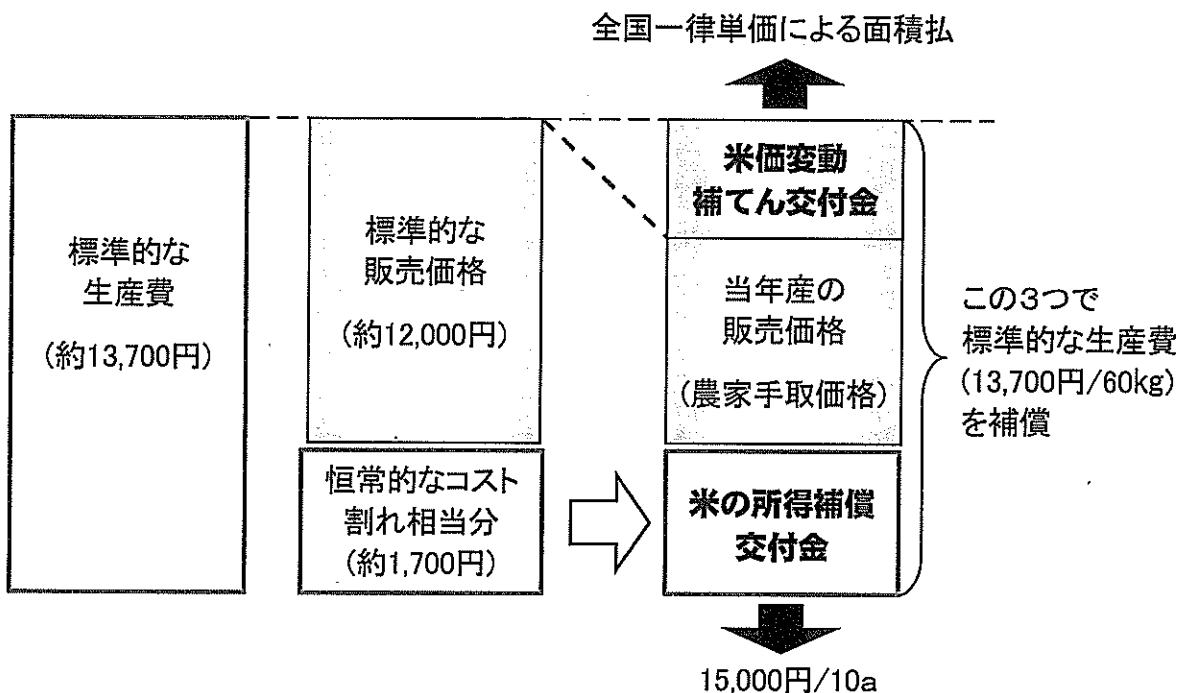 全国一律単価による面積払
標準的な
生産費
(約13,700円)
標準的な
販売価格
(約12,000円)
恒常的なコスト
割れ相当分
(約1,700円)
米価変動
補てん交付金
当年産の
販売価格
(農家手取価格)
米の所得補償
交付金
この3つで
標準的な生産費
(13,700円/60kg)
を補償
15,000円/10a